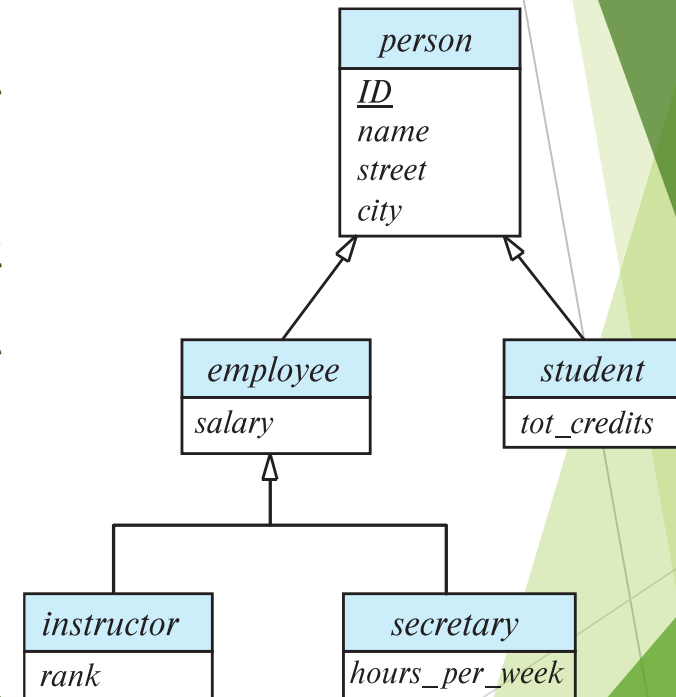 person
ID
name
street
city
employee
salary
student
tot_credits
instructor
rank
secretary
hours_per_week